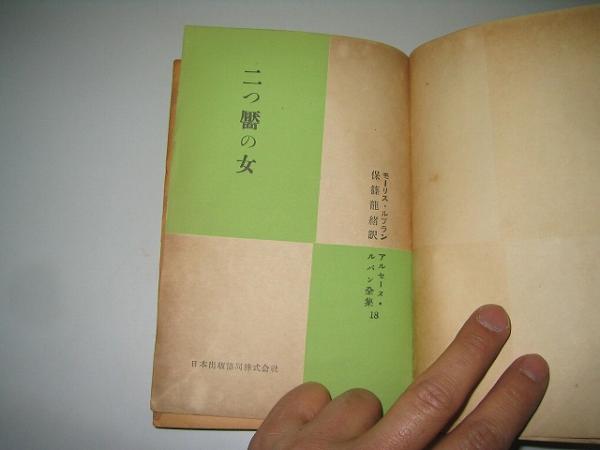 二つ靨の女
モーリス・ルブラン
保篠龍緒訳
アルセーヌ・
ルパン全集 18
日本出版協同株式会社